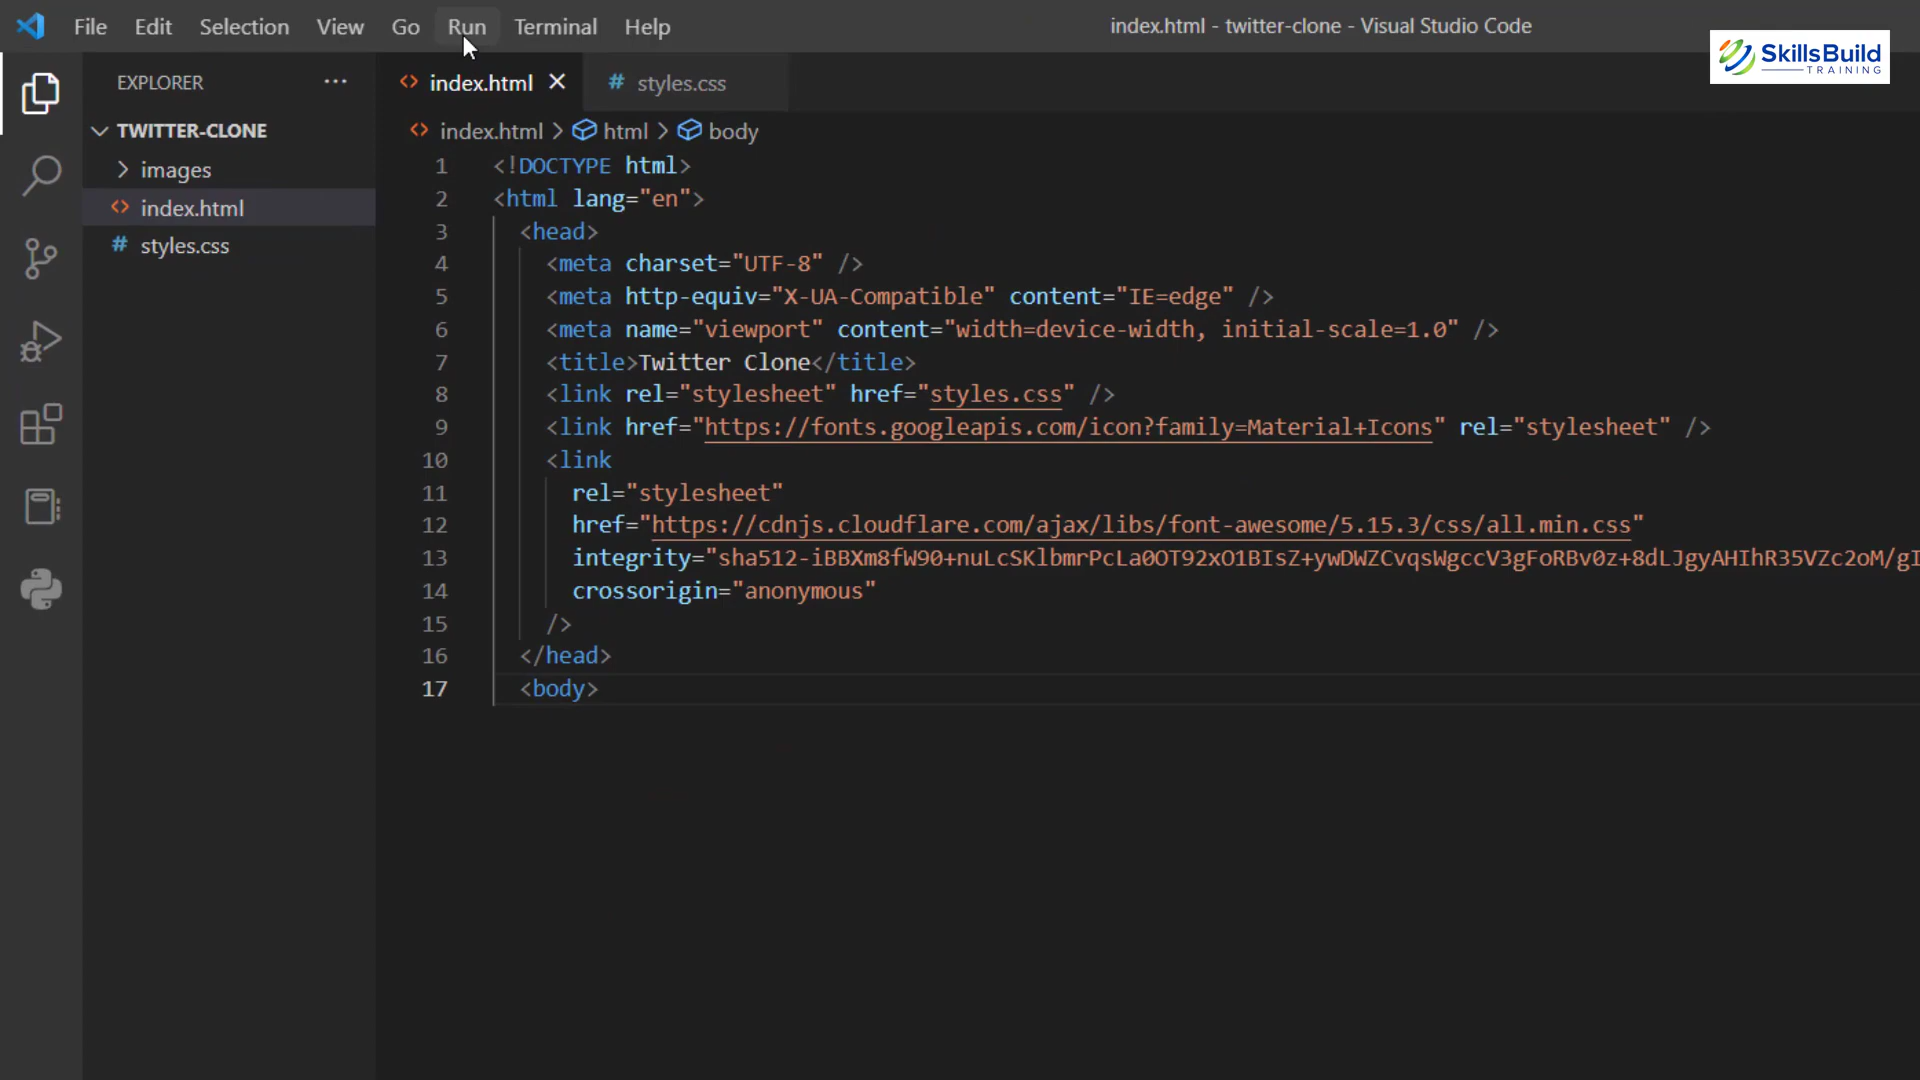 File Edit Selection View Go Run Terminal Help
index.html - twitter-clone - Visual Studio Code
SkillsBuild
TRAINING
EXPLORER
TWITTER-CLONE
images
index.html
styles.css
index.html
styles.css
index.html > html > body
1 <!DOCTYPE html>
2 <html lang="en">
3 <head>
4 <meta charset="UTF-8" />
5 <meta http-equiv="X-UA-Compatible" content="IE=edge" />
6 <meta name="viewport" content="width=device-width, initial-scale=1.0" />
7 <title>Twitter Clone</title>
8 <link rel="stylesheet" href="styles.css" />
9 <link href="https://fonts.googleapis.com/icon?family=Material+Icons" rel="stylesheet" />
10 <link
11 rel="stylesheet"
12 href="https://cdnjs.cloudflare.com/ajax/libs/font-awesome/5.15.3/css/all.min.css"
13 integrity="sha512-iBBXm8fW90+nuLcSKlbmrPcLa0OT92xO1BIsZ+ywDWZCvqsWgccV3gFoRBv0z+8dLJgyAHIhR35VZc2oM/gI
14 crossorigin="anonymous"
15 />
16 </head>
17 <body>